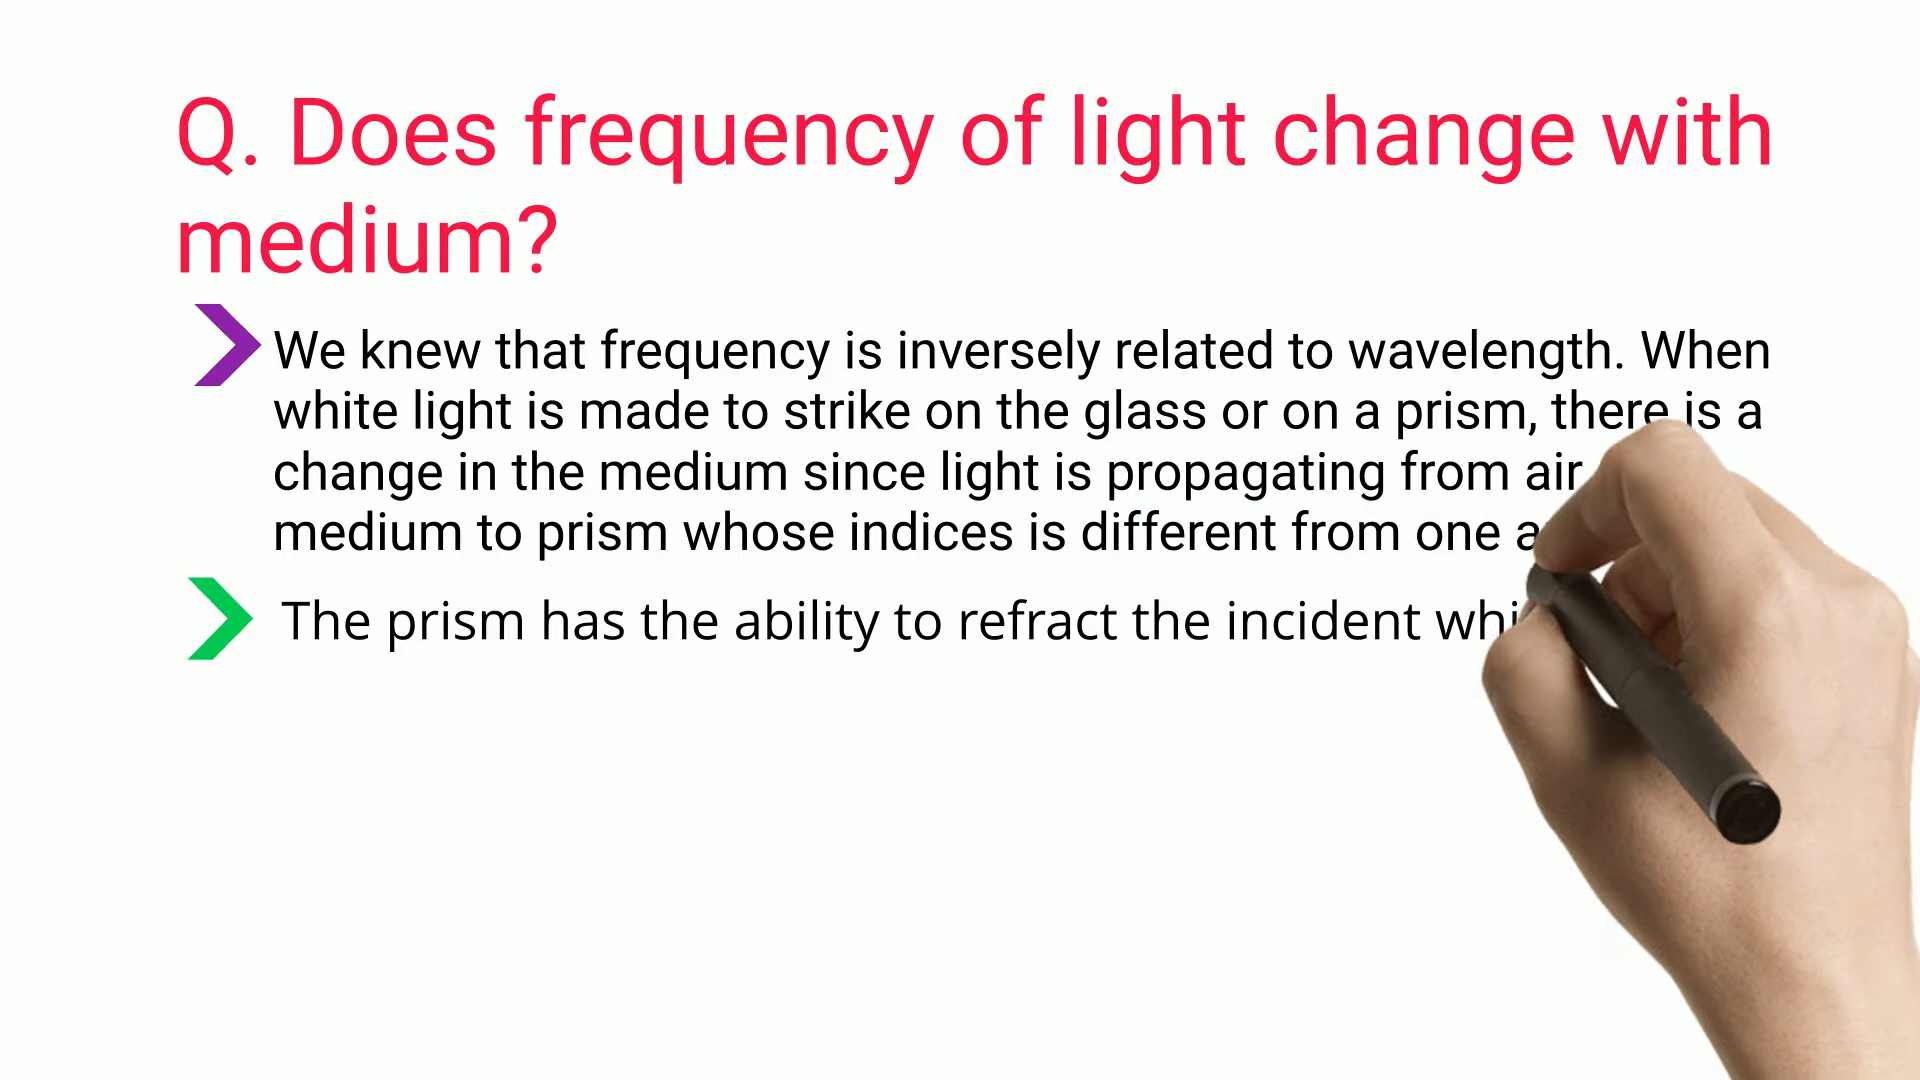 Q. Does frequency of light change with
medium?
We knew that frequency is inversely related to wavelength. When
white light is made to strike on the glass or on a prism, there is a
change in the medium since light is propagating from air
medium to prism whose indices is different from one
The prism has the ability to refract the incident